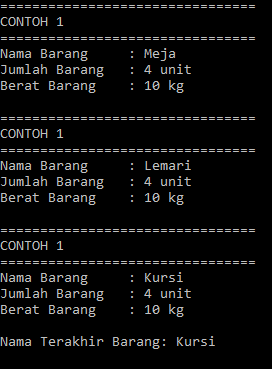 ================================
CONTOH 1
================================
Nama Barang     : Meja
Jumlah Barang   : 4 unit
Berat Barang    : 10 kg

================================
CONTOH 1
================================
Nama Barang     : Lemari
Jumlah Barang   : 4 unit
Berat Barang    : 10 kg

================================
CONTOH 1
================================
Nama Barang     : Kursi
Jumlah Barang   : 4 unit
Berat Barang    : 10 kg

Nama Terakhir Barang: Kursi